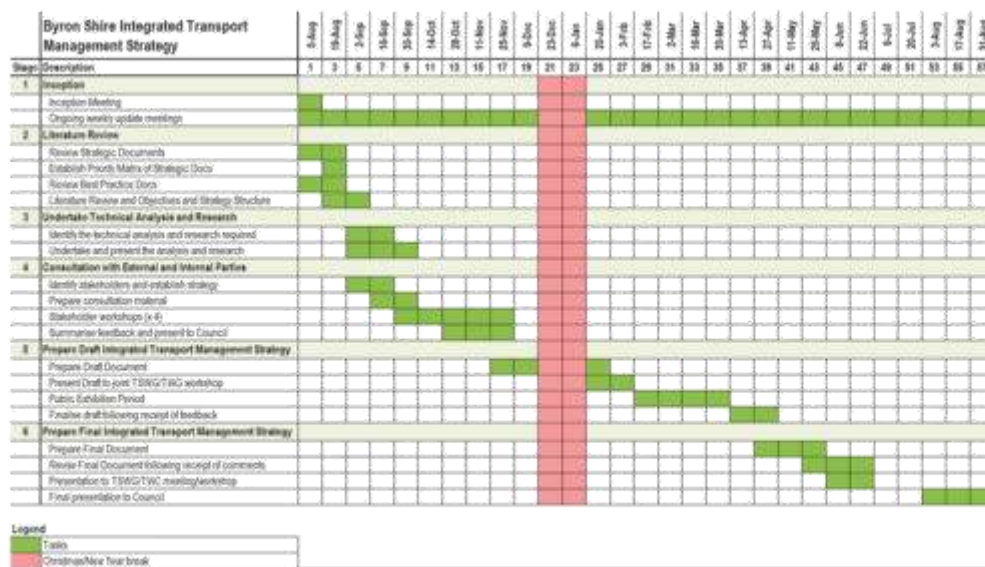 Byron Shire Integrated Transport
Management Strategy
5-Aug 19-Aug 2-Sep 16-Sep 30-Sep 14-Oct 28-Oct 11-Nov 25-Nov 9-Dec 23-Dec 6-Jan 20-Jan 3-Feb 17-Feb 2-Mar 16-Mar 30-Mar 13-Apr 27-Apr 11-May 25-May 8-Jun 22-Jun 6-Jul 20-Jul 3-Aug 17-Aug
Stage Description 1 3 5 7 9 11 13 15 17 19 21 23 25 27 29 31 33 35 37 39 41 43 45 47 49 51 53 55 57
1 Inception
Inception Meeting
Ongoing weekly update meetings
2 Literature Review
Review Strategic Documents
Establish Priority Matrix of Strategic Docs
Review Best Practice Docs
Literature Review and Objectives and Strategy Structure
3 Undertake Technical Analysis and Research
Identify the technical analysis and research required
Undertake and present the analysis and research
4 Consultation with External and Internal Parties
Identify stakeholders and establish strategy
Prepare consultation material
Stakeholder workshops (x 4)
Summarise feedback and present to Council
5 Prepare Draft Integrated Transport Management Strategy
Prepare Draft Document
Present Draft to joint workshop
Public Exhibition Period
Finalise draft following receipt of feedback
6 Prepare Final Integrated Transport Management Strategy
Prepare Final Document
Revise Final Document following receipt of comments
Presentation to meeting/workshop
Final presentation to Council
Legend
Tasks
Christmas/New Year break